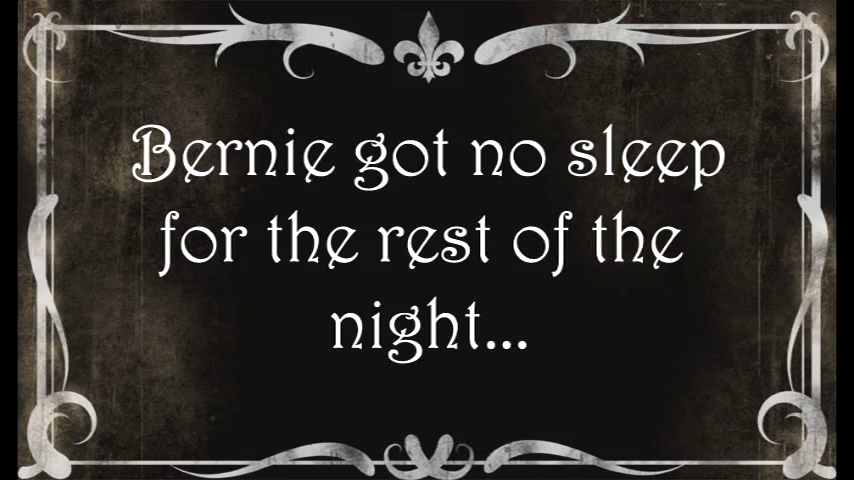 Bernie got no sleep
for the rest of the
night...